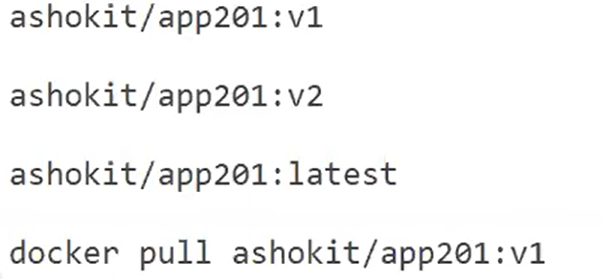 ashokit/app201:v1
ashokit/app201:v2
ashokit/app201:latest
docker pull ashokit/app201:v1